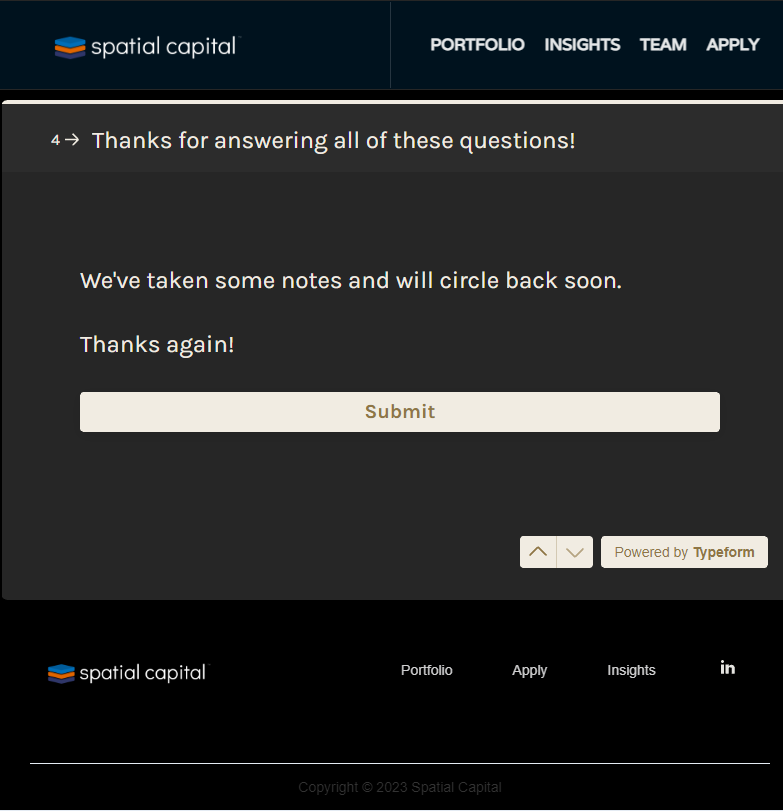 spatial capital™
PORTFOLIO INSIGHTS TEAM APPLY
4→ Thanks for answering all of these questions!
We've taken some notes and will circle back soon.
Thanks again!
Submit
Powered by Typeform
spatial capital
Portfolio Apply Insights in
Copyright © 2023 Spatial Capital